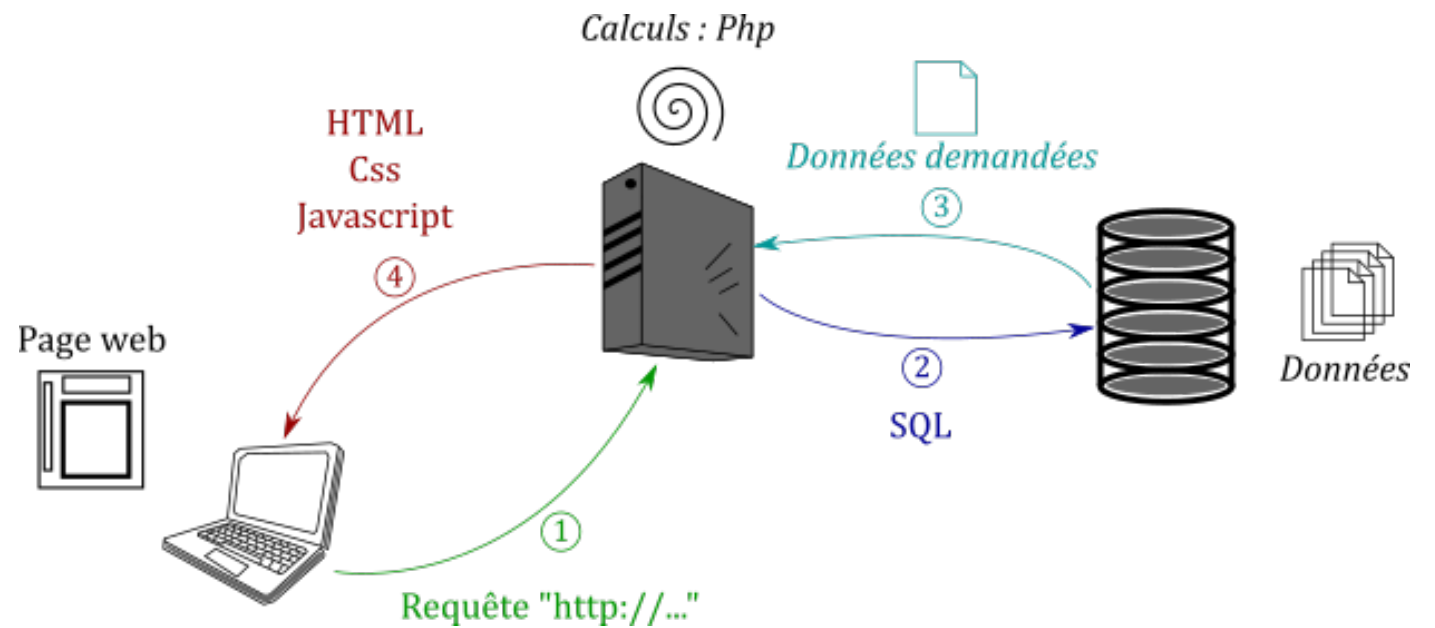 Calculs : Php
HTML
Css
Javascript
4
Données demandées
3
Page web
2
SQL
Données
1
Requête "http://..."